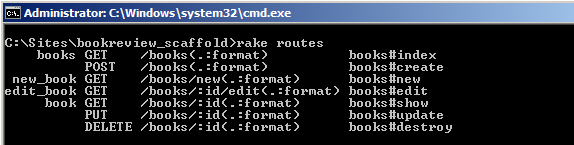 Administrator: C:\Windows\system32\cmd.exe
C:\Sites\bookreview_scaffold>rake routes
books GET /books(.:format) books#index
POST /books(.:format) books#create
new_book GET /books/new(.:format) books#new
edit_book GET /books/:id/edit(.:format) books#edit
book GET /books/:id(.:format) books#show
PUT /books/:id(.:format) books#update
DELETE /books/:id(.:format) books#destroy